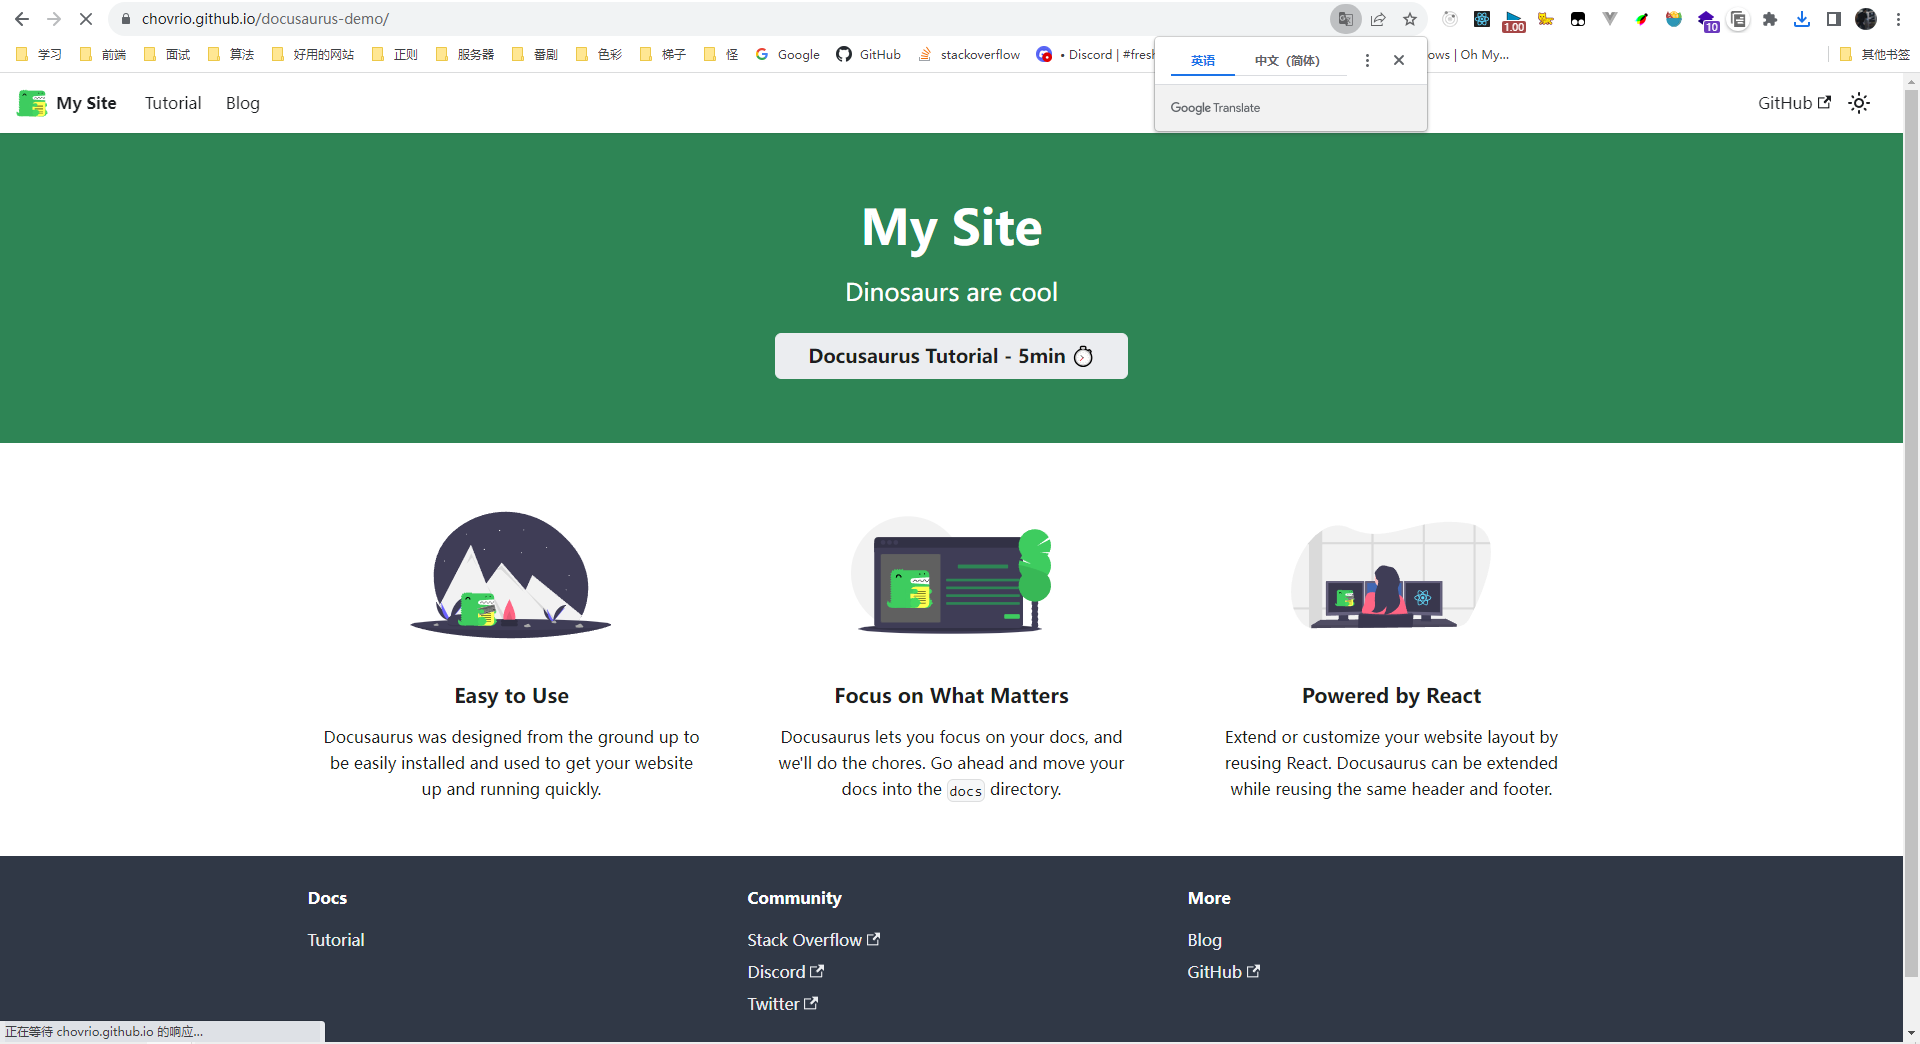 chovrio.github.io/docusaurus-demo/
1.00
10
学习
前端
面试
算法
好用的网站
正则
服务器
番剧
色彩
梯子
怪
Google
GitHub
stackoverflow
• Discord | #fresh
ows | Oh My...
其他书签
英语
中文（简体）
Google Translate
My Site
Tutorial
Blog
GitHub
My Site
Dinosaurs are cool
Docusaurus Tutorial - 5min
Easy to Use
Docusaurus was designed from the ground up to
be easily installed and used to get your website
up and running quickly.
Focus on What Matters
Docusaurus lets you focus on your docs, and
we'll do the chores. Go ahead and move your
docs into the docs directory.
Powered by React
Extend or customize your website layout by
reusing React. Docusaurus can be extended
while reusing the same header and footer.
Docs
Tutorial
Community
Stack Overflow
Discord
Twitter
More
Blog
GitHub
正在等待 chovrio.github.io 的响应...